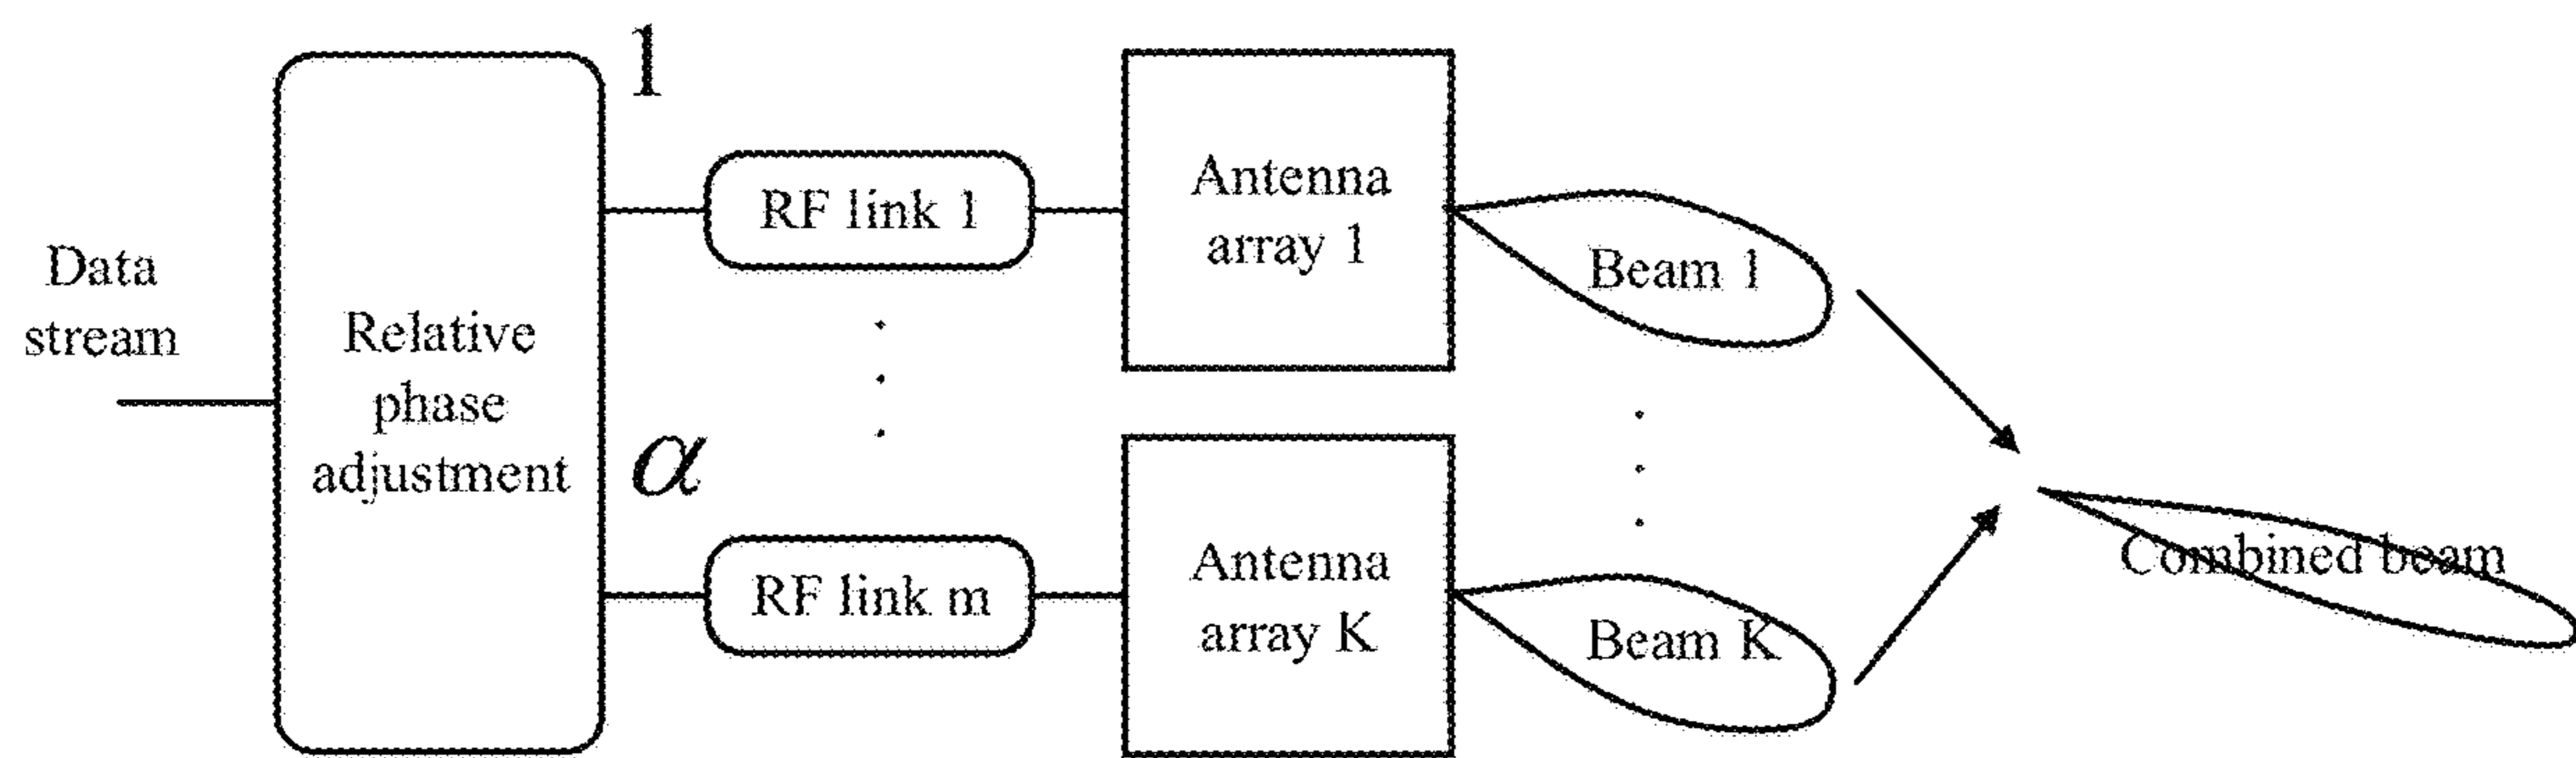 Data
stream
Relative
phase
adjustment
1
α
RF link 1
RF link m
Antenna
array 1
Antenna
array K
Beam 1
Beam K
Combined beam